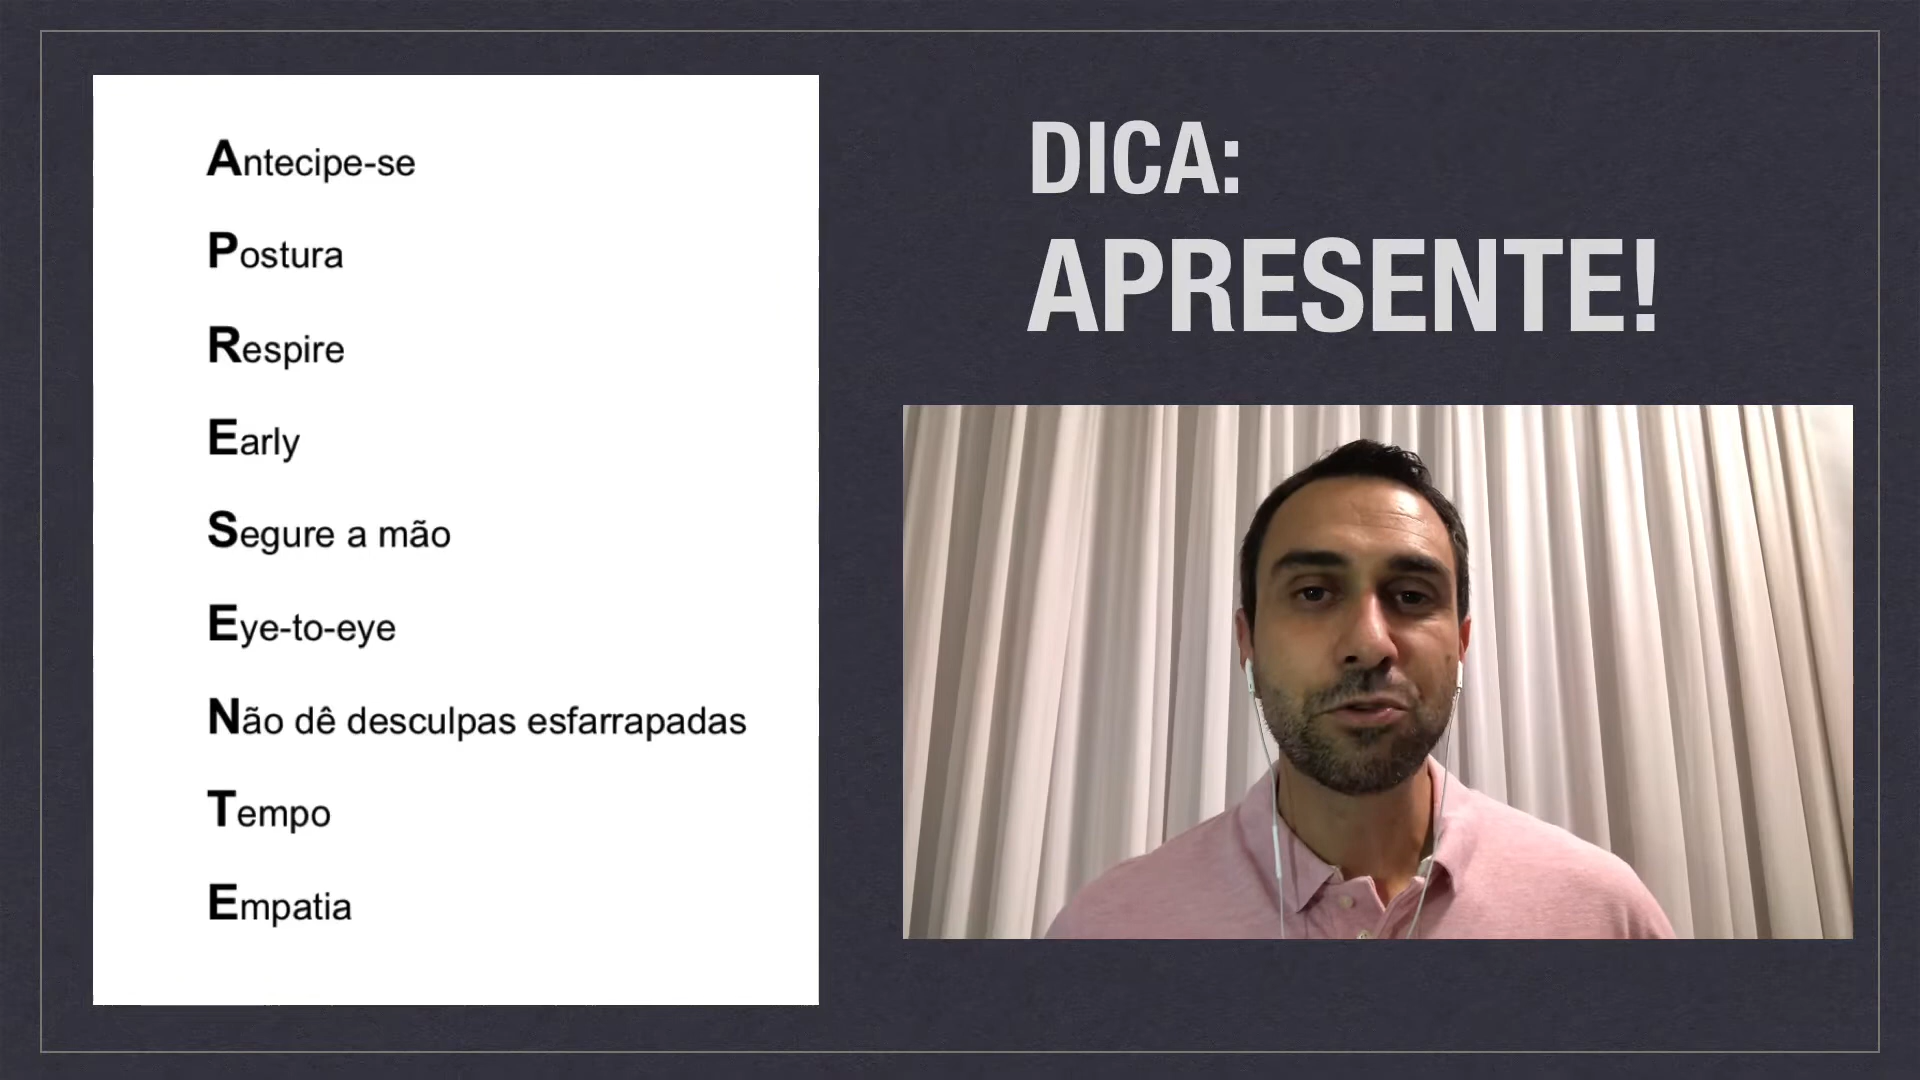 Antecipe-se
Postura
Respire
Early
Segure a mão
Eye-to-eye
Não dê desculpas esfarrapadas
Tempo
Empatia
DICA:
APRESENTE!